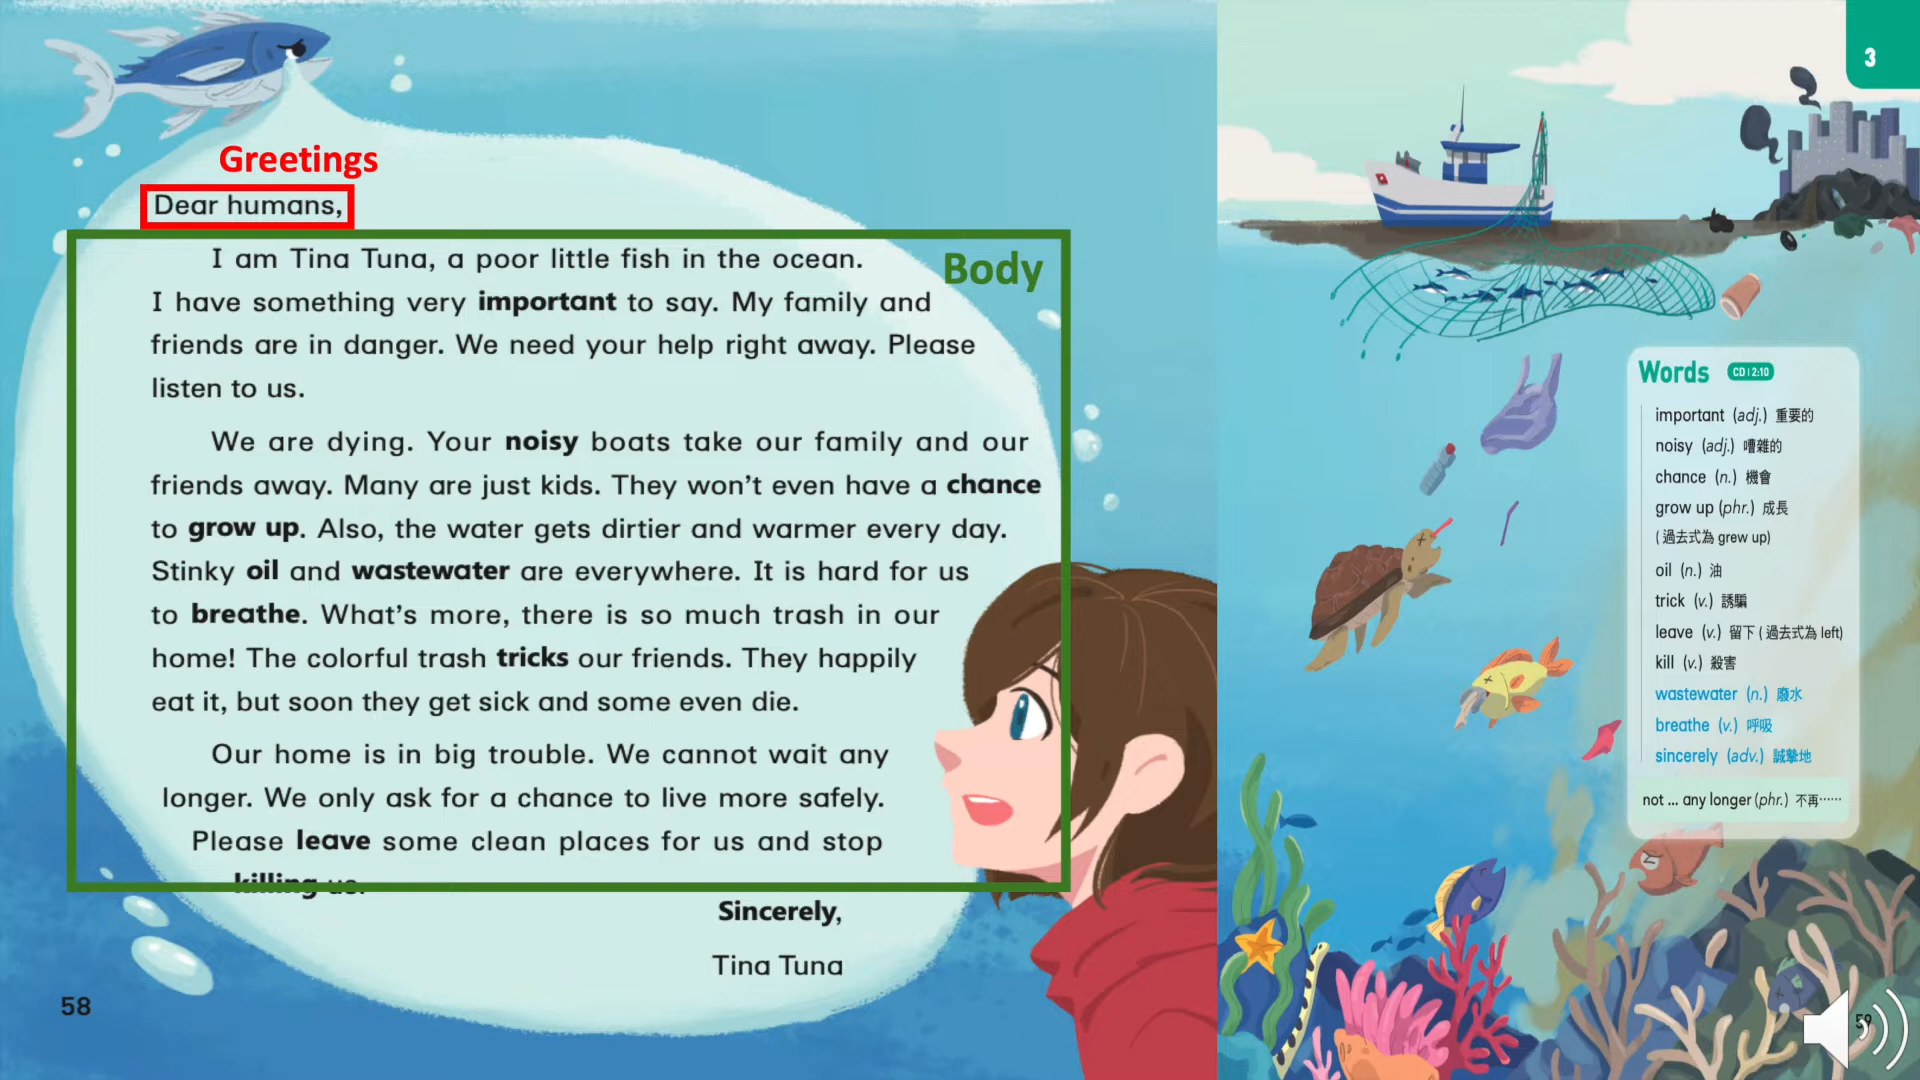 Greetings
Dear humans,
Body
I am Tina Tuna, a poor little fish in the ocean.
I have something very important to say. My family and
friends are in danger. We need your help right away. Please
listen to us.
We are dying. Your noisy boats take our family and our
friends away. Many are just kids. They won't even have a chance
to grow up. Also, the water gets dirtier and warmer every day.
Stinky oil and wastewater are everywhere. It is hard for us
to breathe. What's more, there is so much trash in our
home! The colorful trash tricks our friends. They happily
eat it, but soon they get sick and some even die.
Our home is in big trouble. We cannot wait any
longer. We only ask for a chance to live more safely.
Please leave some clean places for us and stop
killing us.
Sincerely,
Tina Tuna
58
3
Words CD 1 2:10
important (adj.) 重要的
noisy (adj.) 嘈雜的
chance (n.) 機會
grow up (phr.) 成長
( 過去式為 grew up)
oil (n.) 油
trick (v.) 誘騙
leave (v.) 留下 ( 過去式為 left)
kill (v.) 殺害
wastewater (n.) 廢水
breathe (v.) 呼吸
sincerely (adv.) 誠摯地
not ... any longer (phr.) 不再……
59